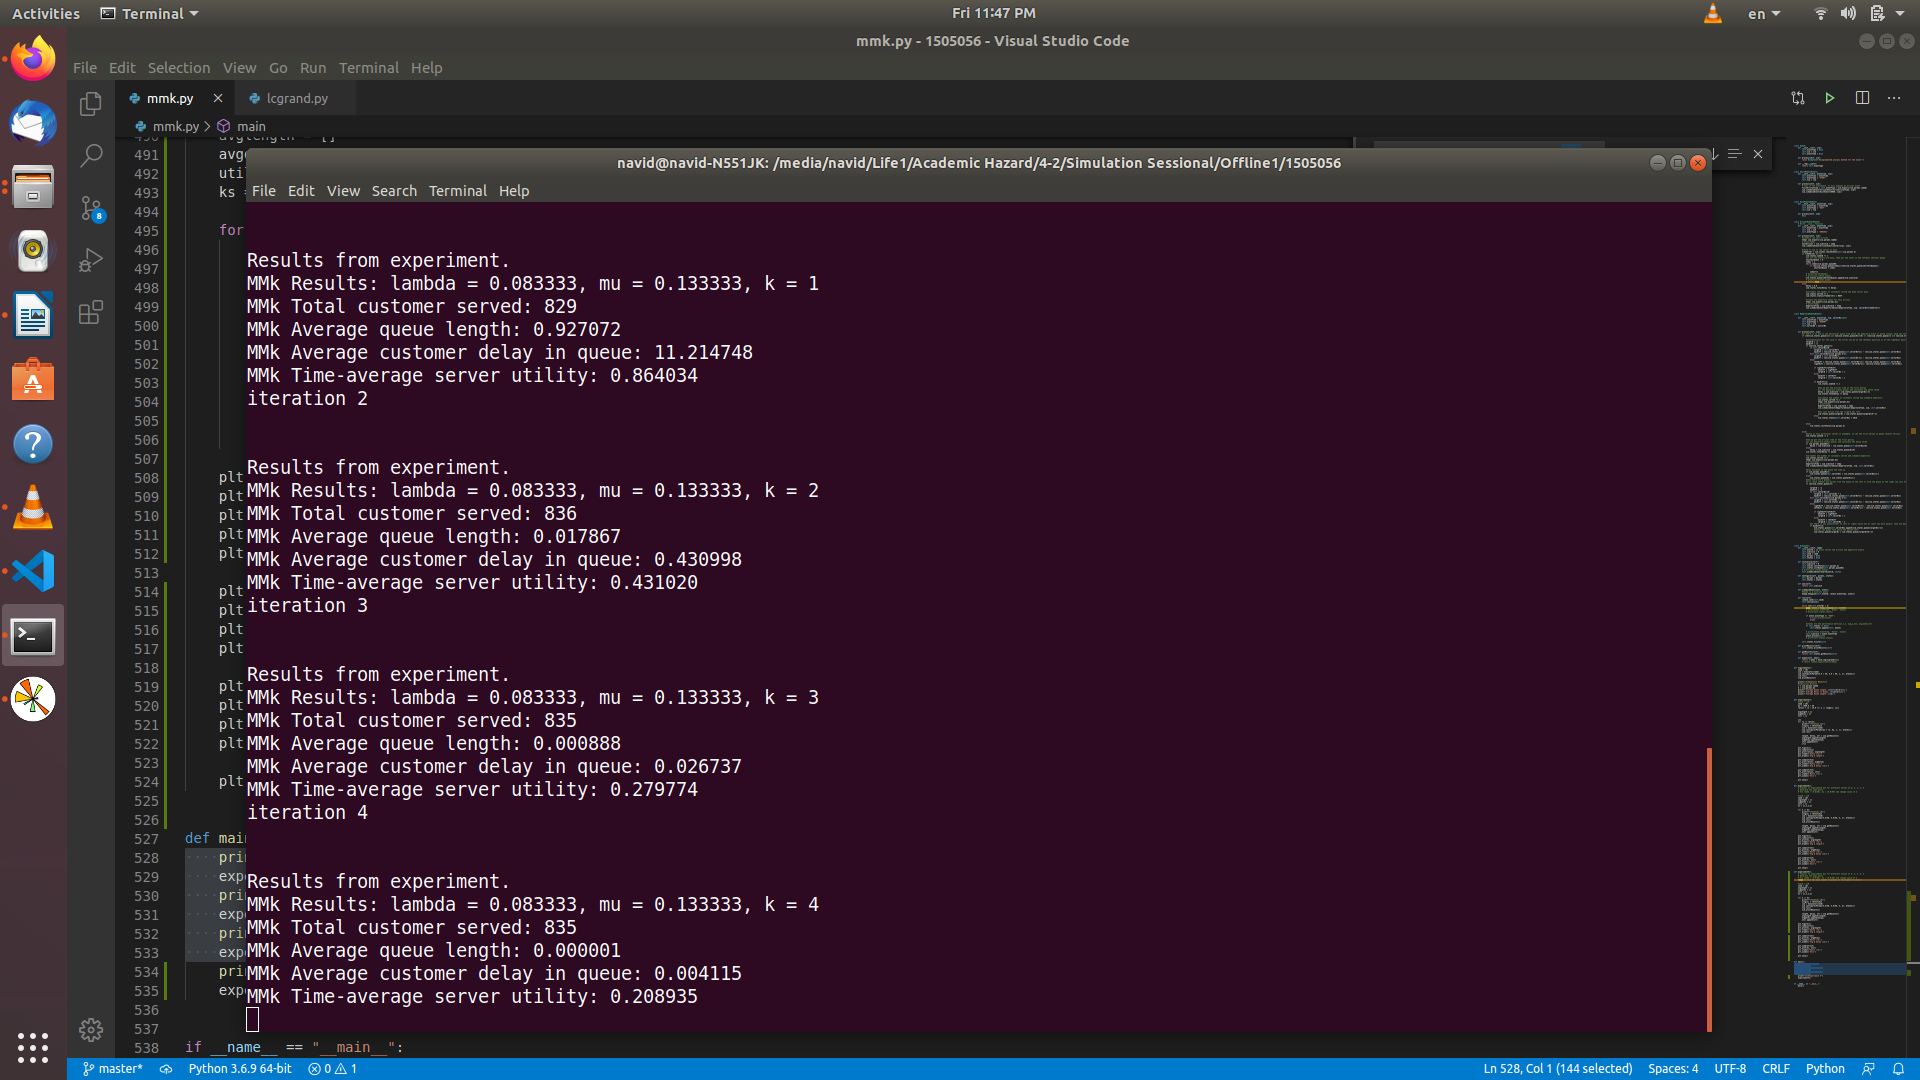 Activities
Terminal
Fri 11:47 PM
en
mmk.py - 1505056 - Visual Studio Code
File Edit Selection View Go Run Terminal Help
mmk.py
lcgrand.py
mmk.py > main
491
492
493
494
495
496
497
498
499
500
501
502
503
504
505
506
507
508
509
510
511
512
513
514
515
516
517
518
519
520
521
522
523
524
525
526
527
528
529
530
531
532
533
534
535
536
537
538
avg
util
ks =
for
plt
plt
plt
plt
plt
plt
plt
plt
plt
plt
plt
plt
plt
plt
def mai
pri
exp
pri
exp
pri
exp
pri
exp
if __name__ == "__main__":
8
navid@navid-N551JK: /media/navid/Life1/Academic Hazard/4-2/Simulation Sessional/Offline1/1505056
File Edit View Search Terminal Help
Results from experiment.
MMk Results: lambda = 0.083333, mu = 0.133333, k = 1
MMk Total customer served: 829
MMk Average queue length: 0.927072
MMk Average customer delay in queue: 11.214748
MMk Time-average server utility: 0.864034
iteration 2
Results from experiment.
MMk Results: lambda = 0.083333, mu = 0.133333, k = 2
MMk Total customer served: 836
MMk Average queue length: 0.017867
MMk Average customer delay in queue: 0.430998
MMk Time-average server utility: 0.431020
iteration 3
Results from experiment.
MMk Results: lambda = 0.083333, mu = 0.133333, k = 3
MMk Total customer served: 835
MMk Average queue length: 0.000888
MMk Average customer delay in queue: 0.026737
MMk Time-average server utility: 0.279774
iteration 4
Results from experiment.
MMk Results: lambda = 0.083333, mu = 0.133333, k = 4
MMk Total customer served: 835
MMk Average queue length: 0.000001
MMk Average customer delay in queue: 0.004115
MMk Time-average server utility: 0.208935
master*
Python 3.6.9 64-bit
0
1
Ln 528, Col 1 (144 selected)
Spaces: 4
UTF-8
CRLF
Python